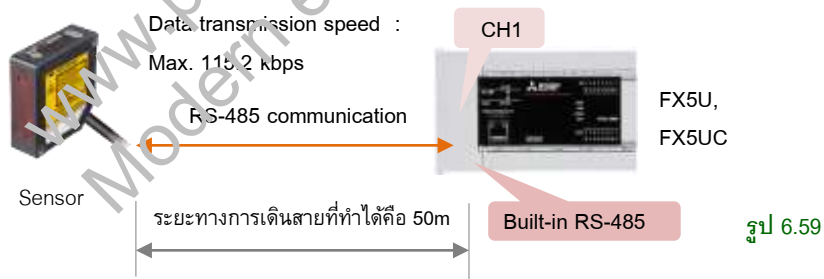 Data transmission speed :
Max. 115.2 kbps
CH1
RS-485 communication
FX5U,
FX5UC
Sensor
ระยะทางการเดินสายที่ทำได้คือ 50m
Built-in RS-485
รูป 6.59